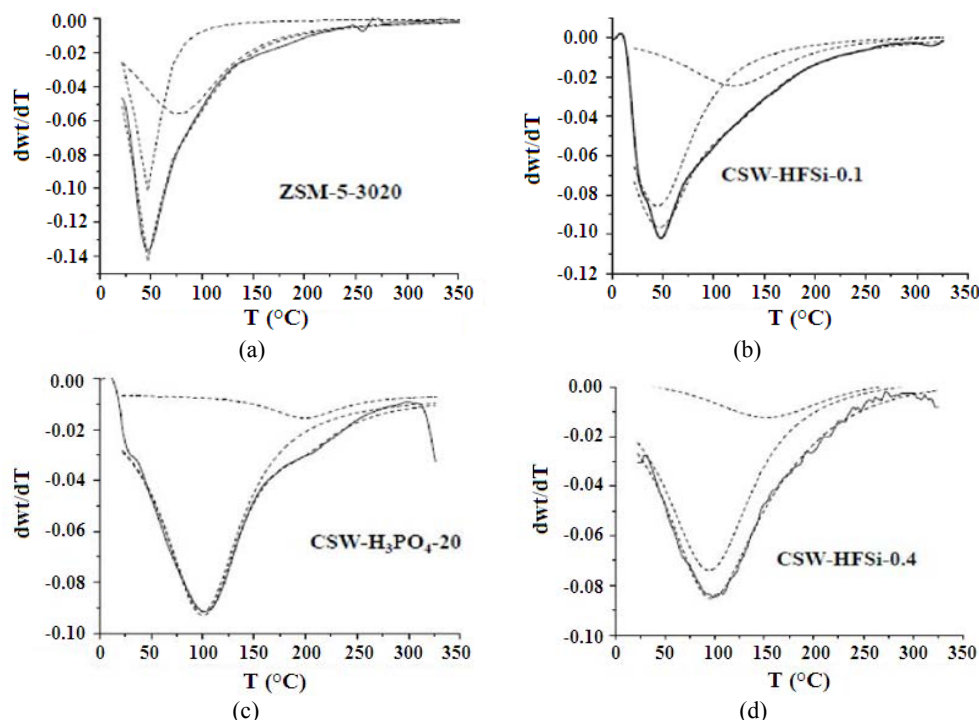 0.00
-0.02
-0.04
-0.06
-0.08
-0.10
-0.12
-0.14
dwt/dT
ZSM-5-3020
0 50 100 150 200 250 300 350
T (°C)
(a)
0.00
-0.02
-0.04
-0.06
-0.08
-0.10
-0.12
dwt/dT
CSW-HFSi-0.1
0 50 100 150 200 250 300 350
T (°C)
(b)
0.00
-0.02
-0.04
-0.06
-0.08
-0.10
dwt/dT
CSW-H₃PO₄-20
0 50 100 150 200 250 300 350
T (°C)
(c)
0.00
-0.02
-0.04
-0.06
-0.08
-0.10
dwt/dT
CSW-HFSi-0.4
0 50 100 150 200 250 300 350
T (°C)
(d)